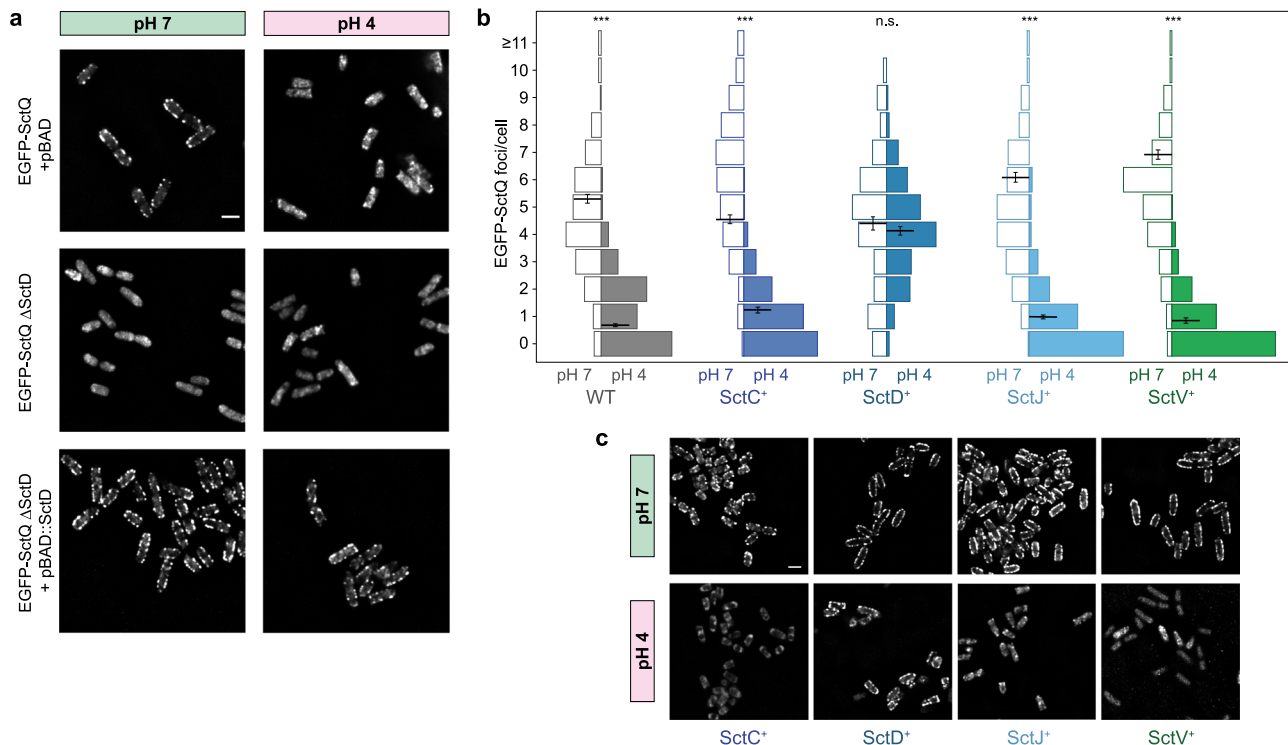 a
pH 7
pH 4
EGFP-SctQ
+pBAD
EGFP-SctQ ΔSctD
EGFP-SctQ ΔSctD
+ pBAD::SctD
b
*** *** n.s. *** ***
EGFP-SctQ foci/cell
≥11
10
9
8
7
6
5
4
3
2
1
0
pH 7 pH 4 pH 7 pH 4 pH 7 pH 4 pH 7 pH 4 pH 7 pH 4
WT SctC⁺ SctD⁺ SctJ⁺ SctV⁺
c
pH 7
pH 4
SctC⁺ SctD⁺ SctJ⁺ SctV⁺